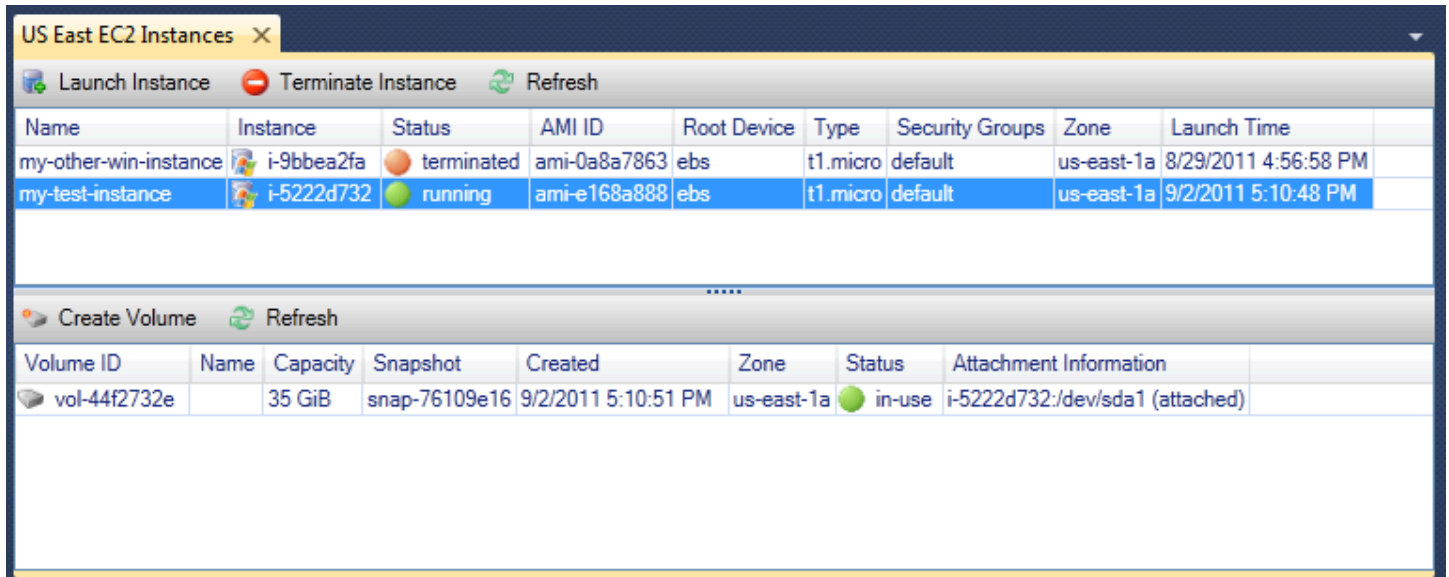 US East EC2 Instances
Launch Instance Terminate Instance Refresh
Name Instance Status AMI ID Root Device Type Security Groups Zone Launch Time
my-other-win-instance i-9bbea2fa terminated ami-0a8a7863 ebs t1.micro default us-east-1a 8/29/2011 4:56:58 PM
my-test-instance i-5222d732 running ami-e168a888 ebs t1.micro default us-east-1a 9/2/2011 5:10:48 PM
Create Volume Refresh
Volume ID Name Capacity Snapshot Created Zone Status Attachment Information
vol-44f2732e 35 GiB snap-76109e16 9/2/2011 5:10:51 PM us-east-1a in-use i-5222d732:/dev/sda1 (attached)